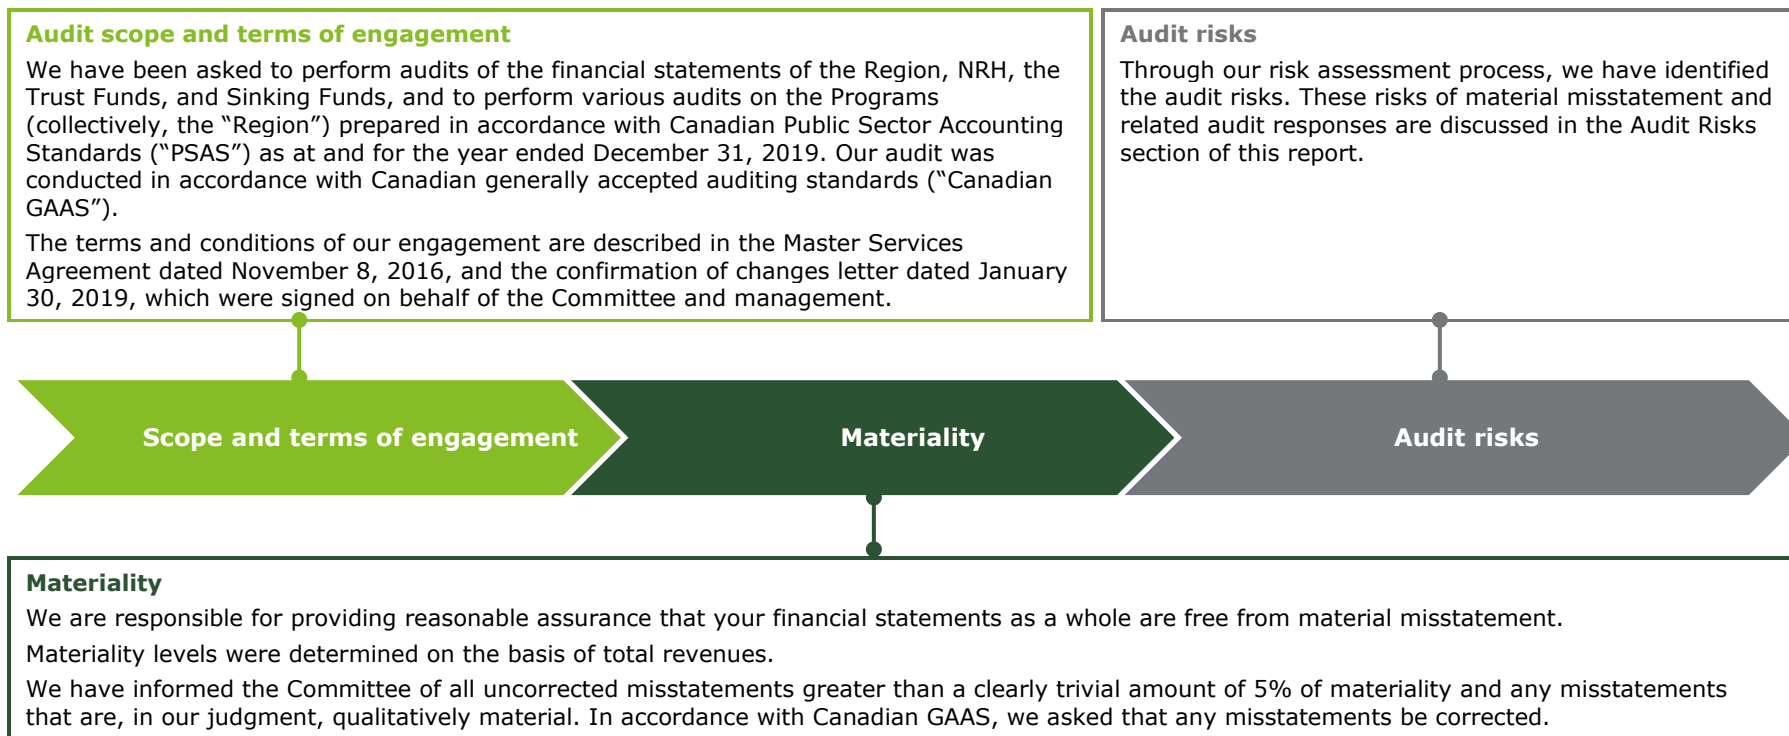 Audit scope and terms of engagement
We have been asked to perform audits of the financial statements of the Region, NRH, the
Trust Funds, and Sinking Funds, and to perform various audits on the Programs
(collectively, the “Region”) prepared in accordance with Canadian Public Sector Accounting
Standards (“PSAS”) as at and for the year ended December 31, 2019. Our audit was
conducted in accordance with Canadian generally accepted auditing standards (“Canadian
GAAS”).
The terms and conditions of our engagement are described in the Master Services
Agreement dated November 8, 2016, and the confirmation of changes letter dated January
30, 2019, which were signed on behalf of the Committee and management.
Audit risks
Through our risk assessment process, we have identified
the audit risks. These risks of material misstatement and
related audit responses are discussed in the Audit Risks
section of this report.
Scope and terms of engagement
Materiality
Audit risks
Materiality
We are responsible for providing reasonable assurance that your financial statements as a whole are free from material misstatement.
Materiality levels were determined on the basis of total revenues.
We have informed the Committee of all uncorrected misstatements greater than a clearly trivial amount of 5% of materiality and any misstatements
that are, in our judgment, qualitatively material. In accordance with Canadian GAAS, we asked that any misstatements be corrected.